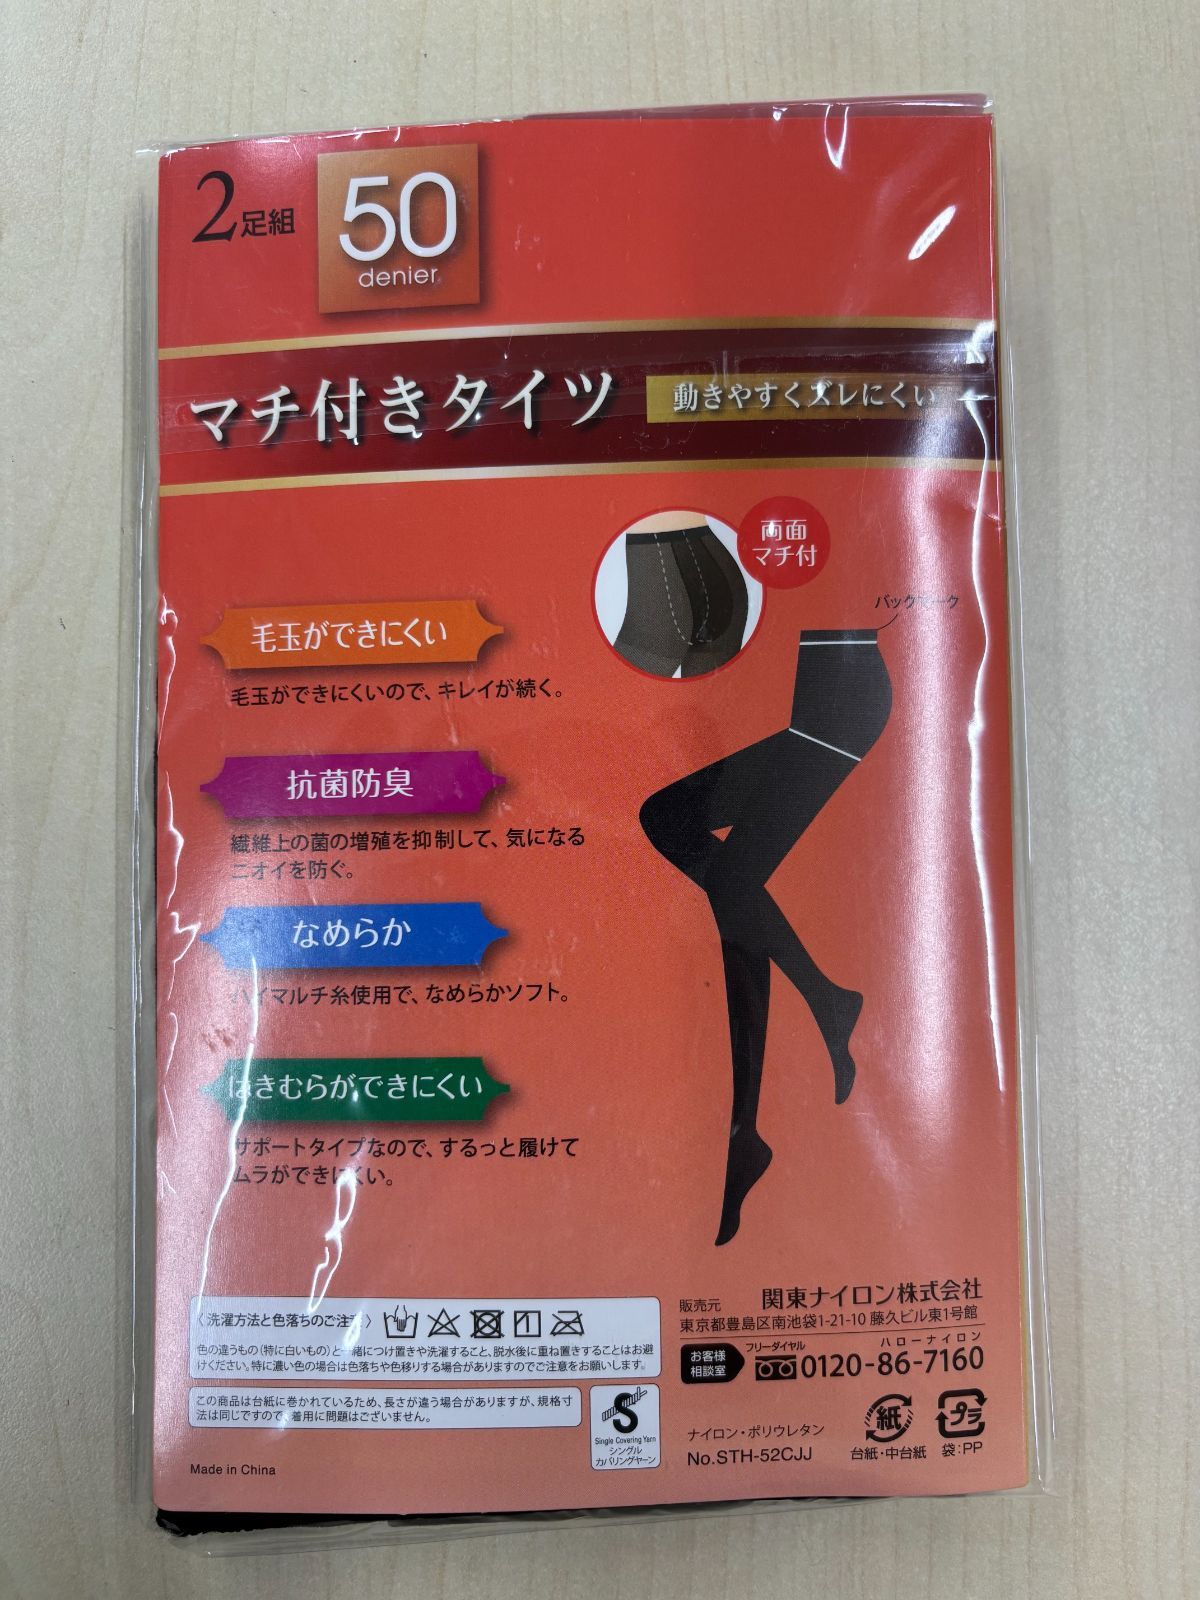 2足組
50
denier
マチ付きタイツ
動きやすくズレにくい
両面
マチ付
バックマーク
毛玉ができにくい
毛玉ができにくいので、キレイが続く。
抗菌防臭
繊維上の菌の増殖を抑制して、気になる
ニオイを防ぐ。
なめらか
ハイマルチ糸使用で、なめらかソフト。
はきむらができにくい
サポートタイプなので、するっと履けて
ムラができにくい。
〈洗濯方法と色落ちのご注意〉
色の違うもの(特に白いもの)と一緒につけ置きや洗濯すること、脱水後に重ね置きすることはお避
けください。特に濃い色の場合は色落ちや色移りする場合がありますのでご注意をお願いします。
この商品は台紙に巻かれているため、長さが違う場合がありますが、規格寸
法は同じですので、着用に問題はございません。
S
Single Covering Yarn
シングル
カバリングヤーン
Made in China
販売元 関東ナイロン株式会社
東京都豊島区南池袋1-21-10 藤久ビル東1号館
お客様
相談室
フリーダイヤル ハローナイロン
0120-86-7160
ナイロン・ポリウレタン
No.STH-52CJJ
紙
台紙・中台紙
プラ
袋:PP